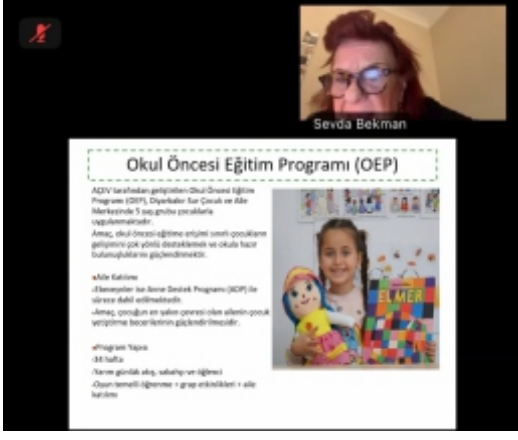 Sevda Bekman
Okul Öncesi Eğitim Programı (OEP)
AÇEV tarafından geliştirilen Okul Öncesi Eğitim
Programı (OEP), Diyarbakır Sur Çocuk ve Aile
Merkezinde 5 yaş grubu çocuklarla
uygulanmaktadır.
Amaç, okul öncesi eğitime erişimi sınırlı çocukların
gelişimini çok yönlü desteklemek ve okula hazır
bulunuşluklarını güçlendirmektir.
•Aile Katılımı
-Ebeveynler ise Anne Destek Programı (ADP) ile
sürece dahil edilmektedir.
-Amaç, çocuğun en yakın çevresi olan ailenin çocuk
yetiştirme becerilerinin güçlendirilmesidir.
•Program Yapısı
-34 hafta
-Yarım günlük akış, sabahçı ve öğlenci
-Oyun temelli öğrenme + grup etkinlikleri + aile
katılımı
ELMER